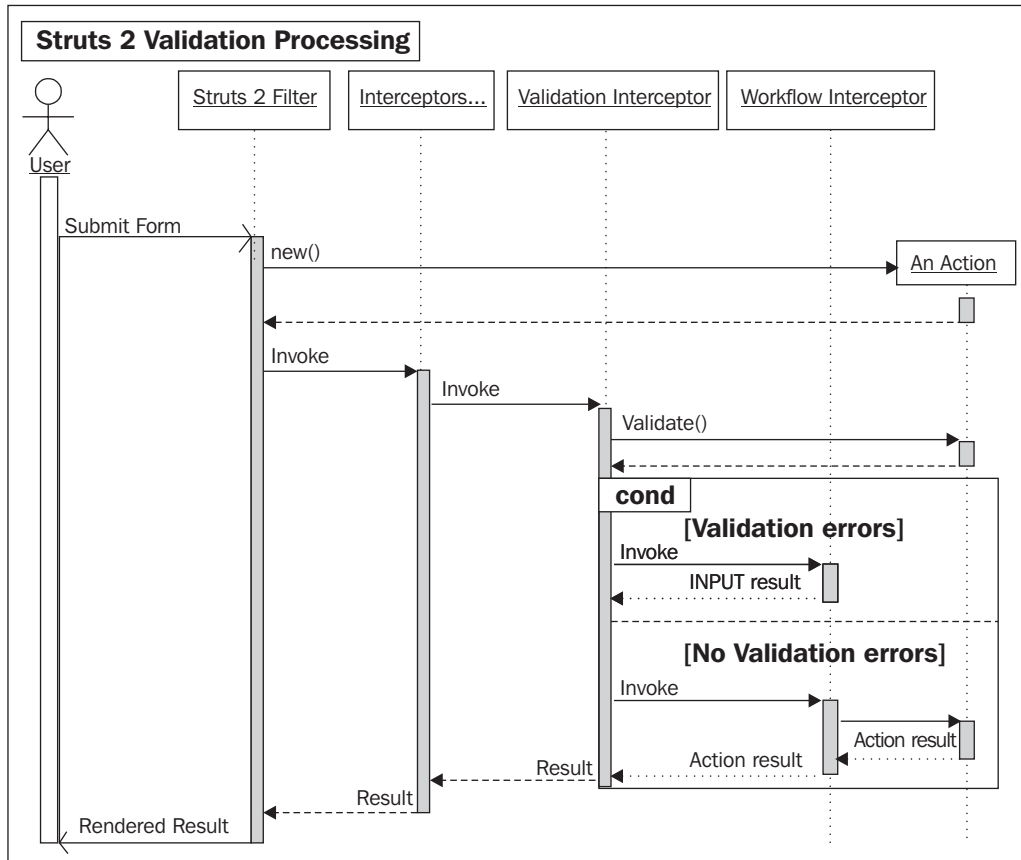 Struts 2 Validation Processing
Struts 2 Filter
Interceptors...
Validation Interceptor
Workflow Interceptor
User
Submit Form
new()
An Action
Invoke
Invoke
Validate()
cond
[Validation errors]
Invoke
INPUT result
[No Validation errors]
Invoke
Action result
Action result
Result
Result
Rendered Result